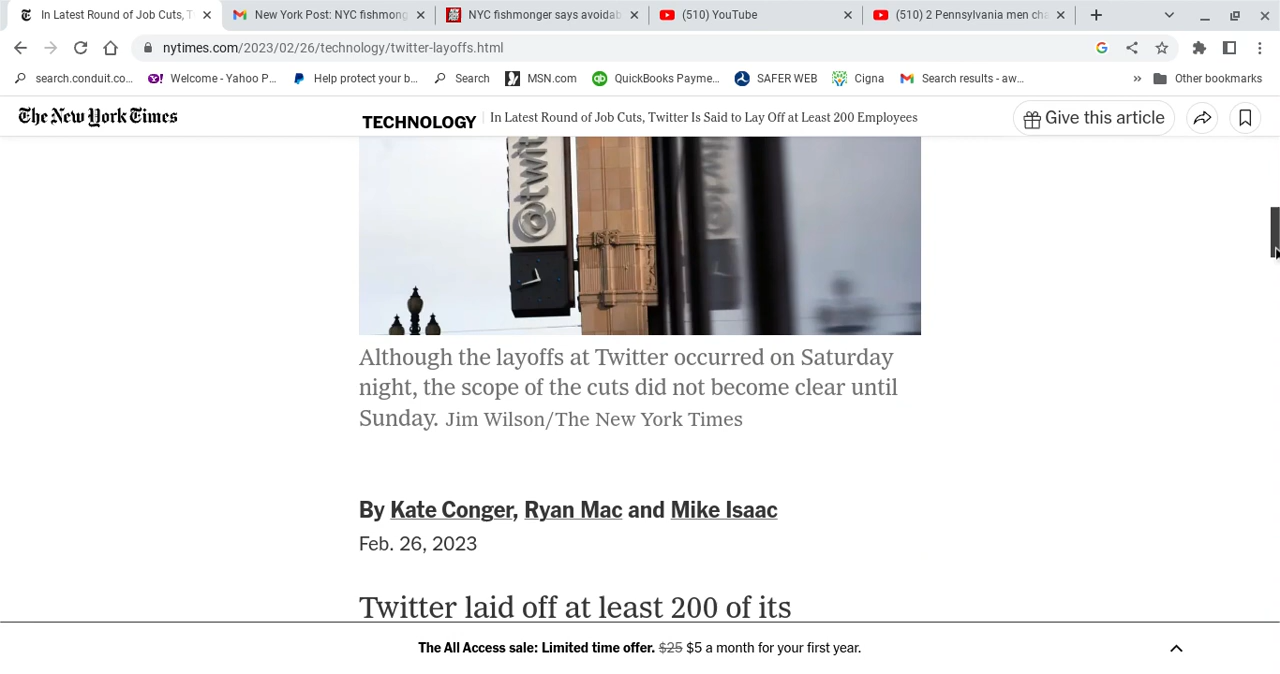 In Latest Round of Job Cuts, T
New York Post: NYC fishmong
NYC fishmonger says avoidab
(510) YouTube
(510) 2 Pennsylvania men cha
nytimes.com/2023/02/26/technology/twitter-layoffs.html
search.conduit.co...
Welcome - Yahoo P...
Help protect your b...
Search
MSN.com
QuickBooks Payme...
SAFER WEB
Cigna
Search results - aw...
Other bookmarks
The New York Times
TECHNOLOGY
In Latest Round of Job Cuts, Twitter Is Said to Lay Off at Least 200 Employees
Give this article
@twit
Although the layoffs at Twitter occurred on Saturday
night, the scope of the cuts did not become clear until
Sunday. Jim Wilson/The New York Times
By Kate Conger, Ryan Mac and Mike Isaac
Feb. 26, 2023
Twitter laid off at least 200 of its
The All Access sale: Limited time offer. $25 $5 a month for your first year.